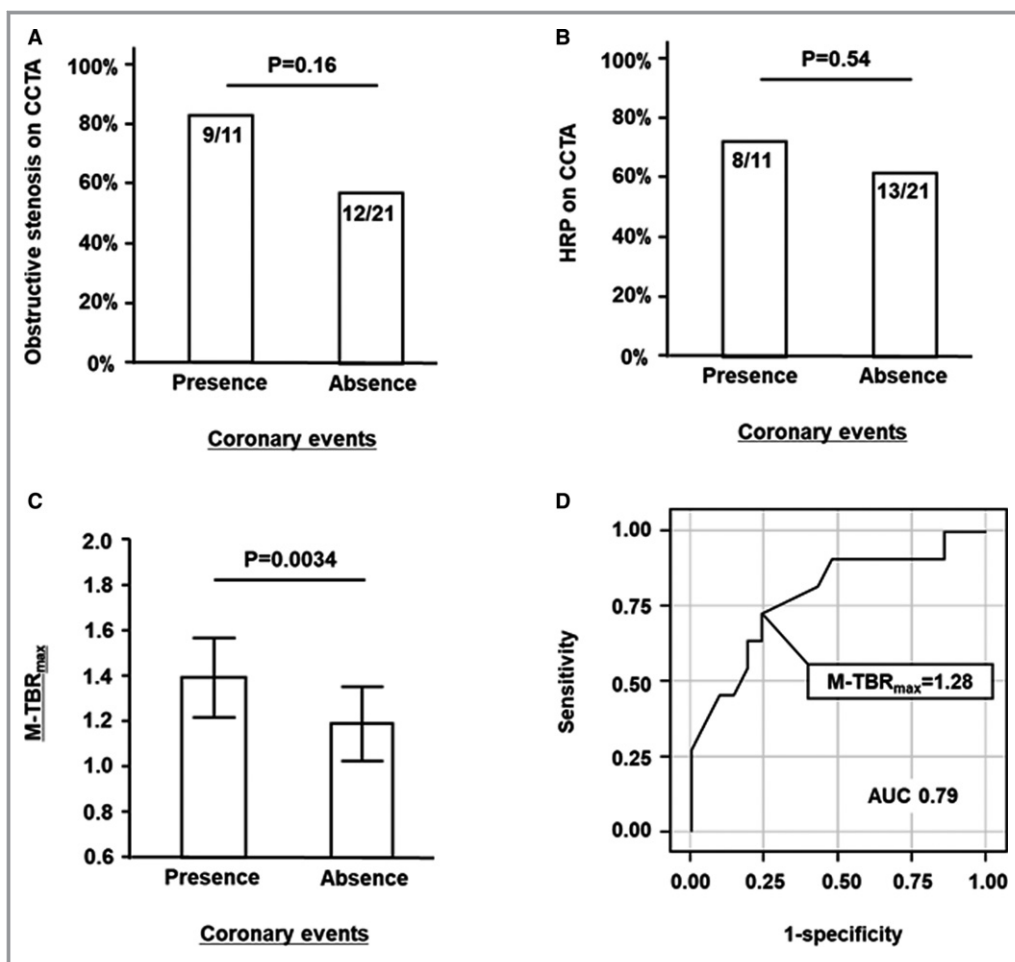 A
Obstructive stenosis on CCTA
100%
80%
60%
40%
20%
0%
P=0.16
9/11
12/21
Presence
Absence
Coronary events
B
HRP on CCTA
100%
80%
60%
40%
20%
0%
P=0.54
8/11
13/21
Presence
Absence
Coronary events
C
M-TBRmax
2.0
1.8
1.6
1.4
1.2
1.0
0.8
0.6
P=0.0034
Presence
Absence
Coronary events
D
Sensitivity
1.00
0.75
0.50
0.25
0.00
M-TBRmax=1.28
AUC 0.79
0.00
0.25
0.50
0.75
1.00
1-specificity